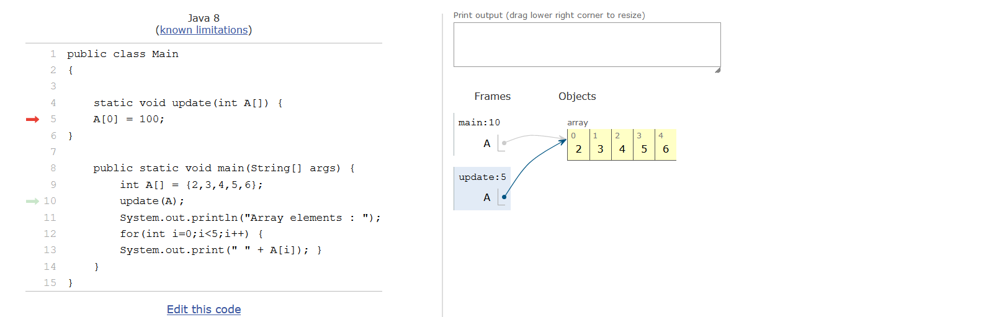 Java 8
(known limitations)
1 public class Main
2 {
3
4 static void update(int A[]) {
5 A[0] = 100;
6 }
7
8 public static void main(String[] args) {
9 int A[] = {2,3,4,5,6};
10 update(A);
11 System.out.println("Array elements : ");
12 for(int i=0;i<5;i++) {
13 System.out.print(" " + A[i]); }
14 }
15 }
Edit this code
Print output (drag lower right corner to resize)
Frames Objects
main:10
A
array
0 1 2 3 4
2 3 4 5 6
update:5
A